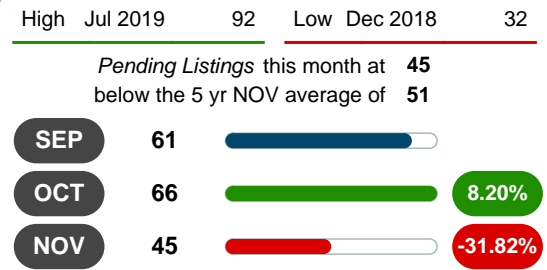 High Jul 2019 92 Low Dec 2018 32
Pending Listings this month at 45
below the 5 yr NOV average of 51
SEP 61
OCT 66 8.20%
NOV 45 -31.82%